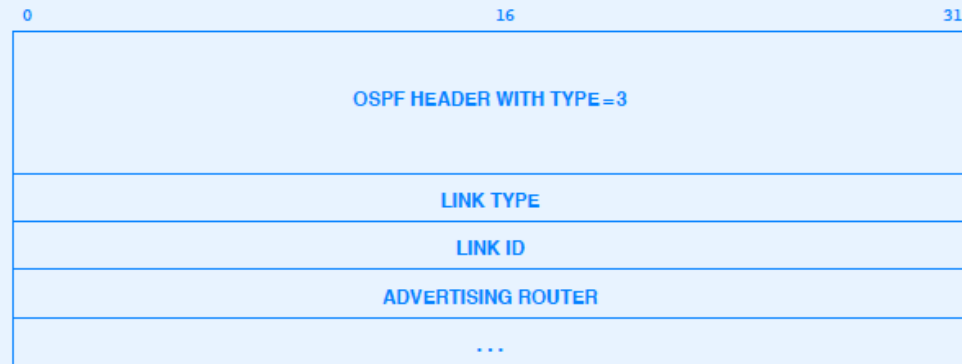 0 16 31
OSPF HEADER WITH TYPE=3
LINK TYPE
LINK ID
ADVERTISING ROUTER
...